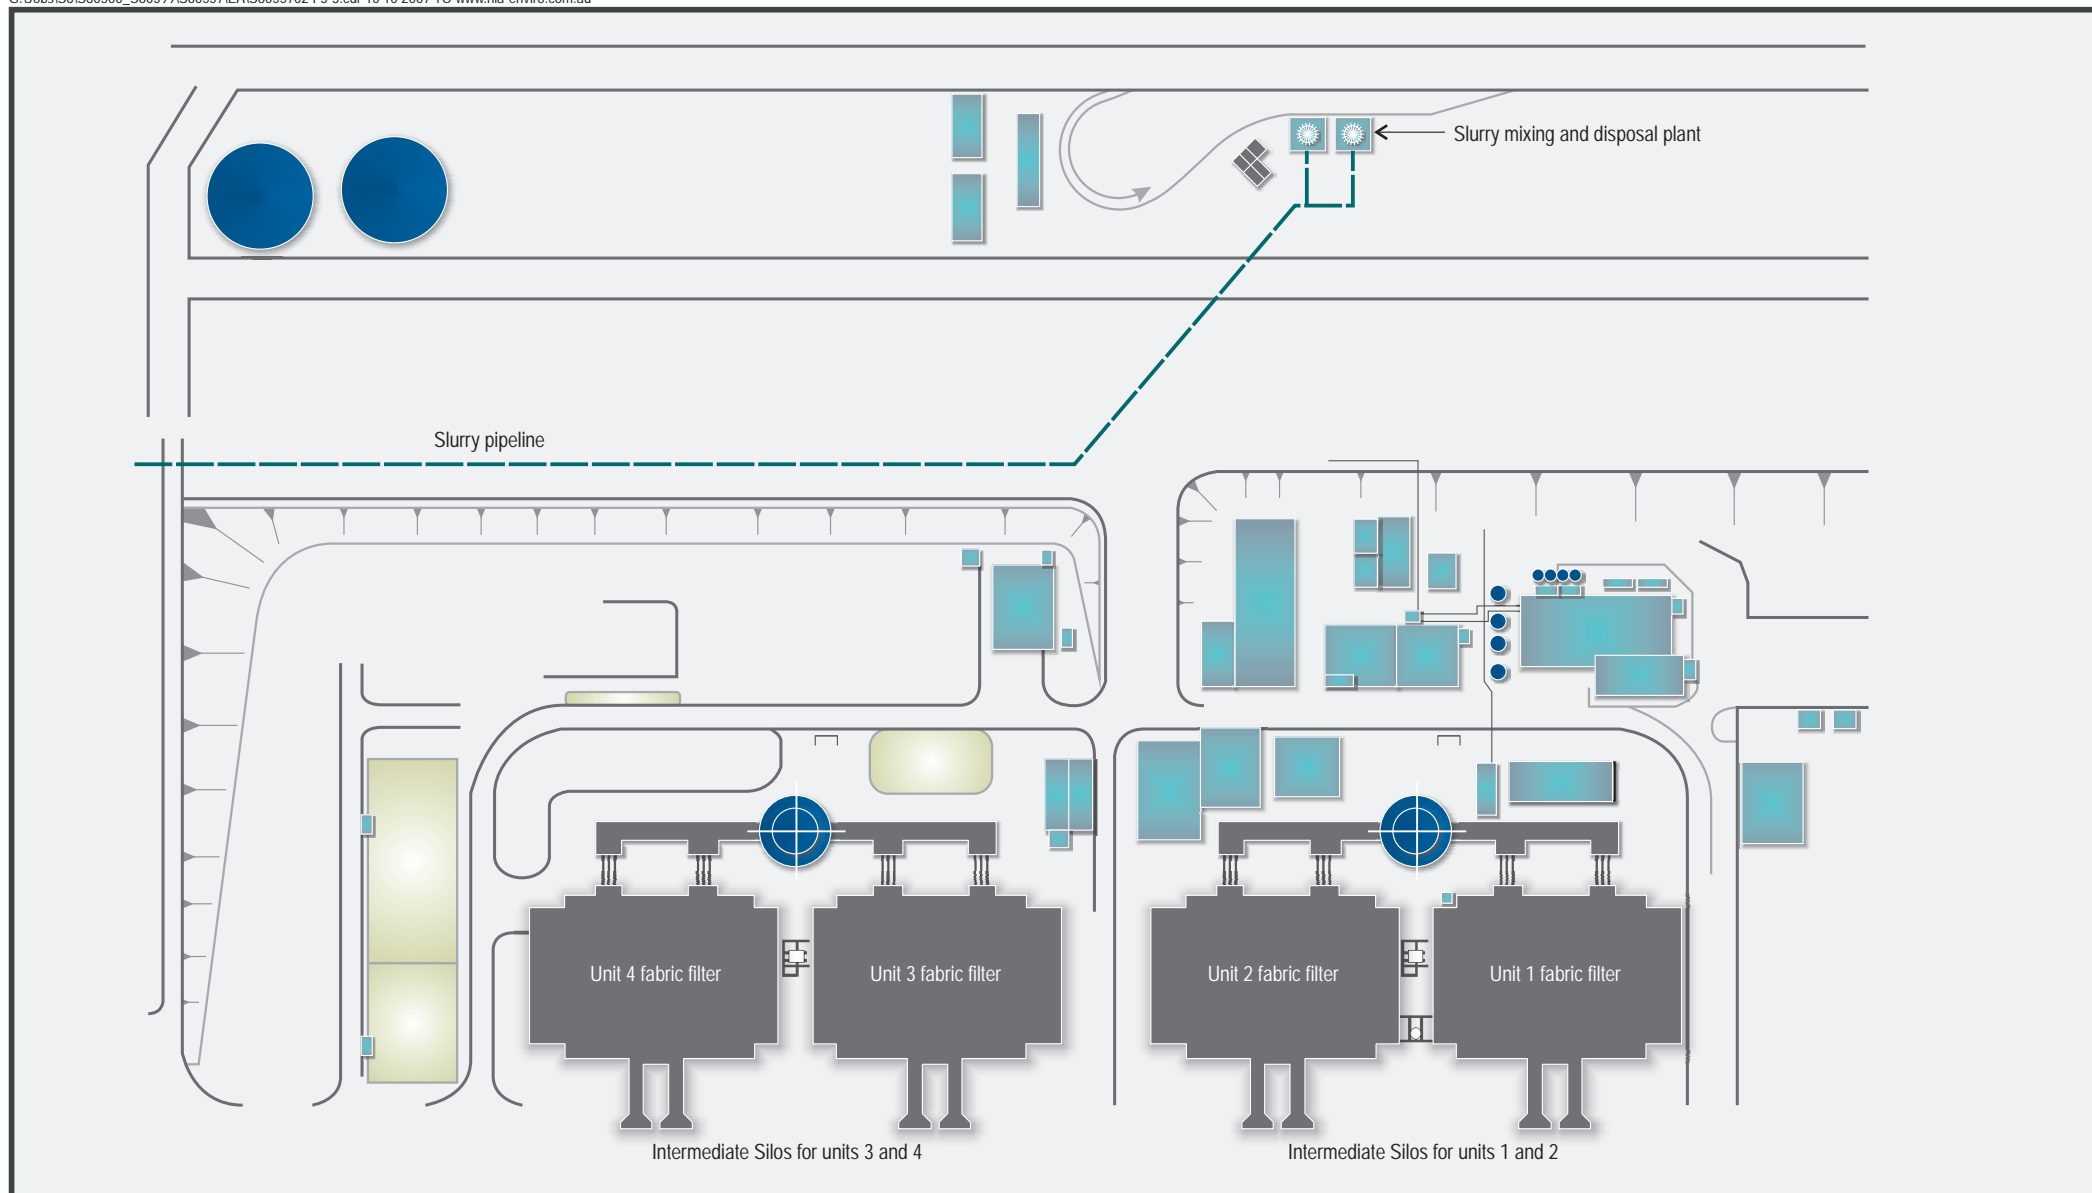 Slurry mixing and disposal plant
Slurry pipeline
Unit 4 fabric filter
Unit 3 fabric filter
Unit 2 fabric filter
Unit 1 fabric filter
Intermediate Silos for units 3 and 4
Intermediate Silos for units 1 and 2